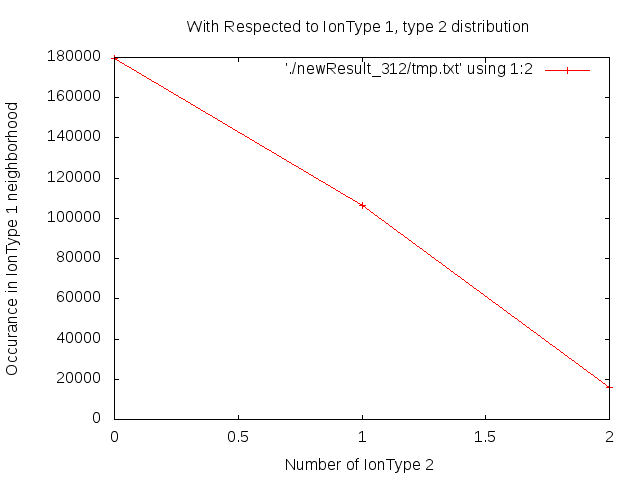 With Respected to IonType 1, type 2 distribution
'./newResult_312/tmp.txt' using 1:2
Occurance in IonType 1 neighborhood
180000
160000
140000
120000
100000
80000
60000
40000
20000
0
0 0.5 1 1.5 2
Number of IonType 2